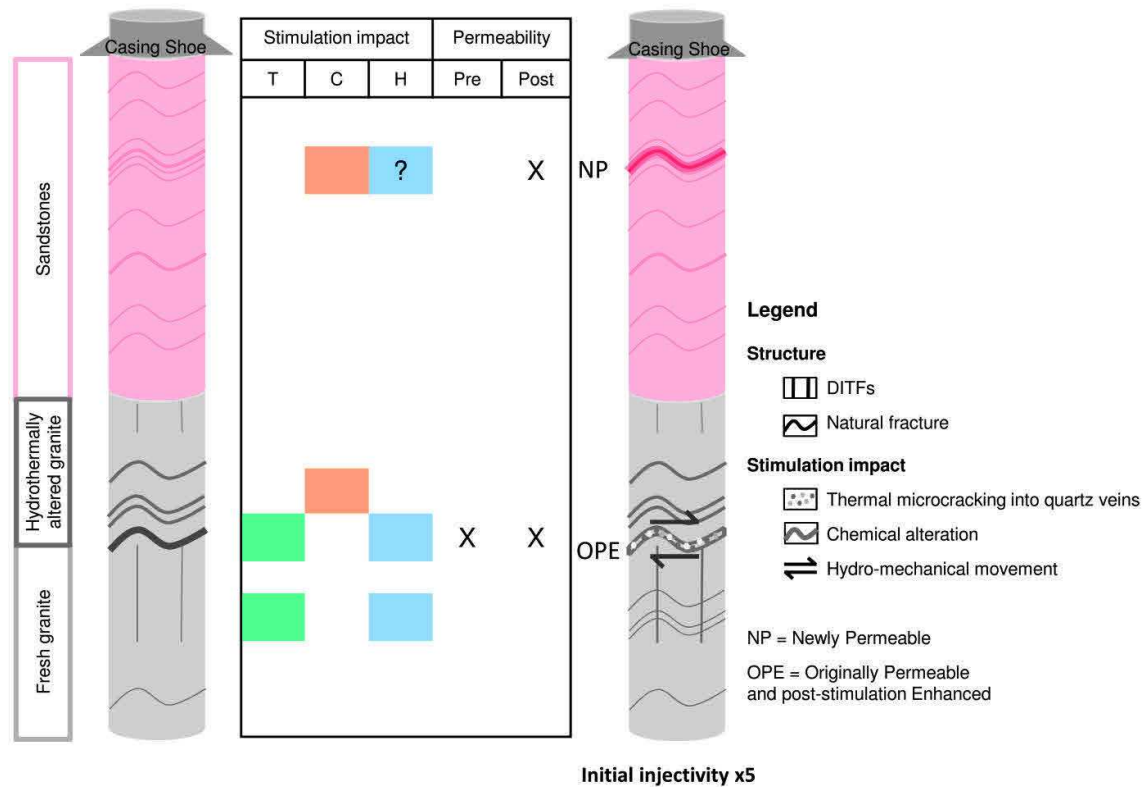 Casing Shoe
Stimulation impact
Permeability
Casing Shoe
T
C
H
Pre
Post
Sandstones
?
X
NP
Legend
Structure
DITFs
Natural fracture
Hydrothermally
altered granite
Stimulation impact
Thermal microcracking into quartz veins
Chemical alteration
Hydro-mechanical movement
X
X
OPE
Fresh granite
NP = Newly Permeable
OPE = Originally Permeable
and post-stimulation Enhanced
Initial injectivity x5